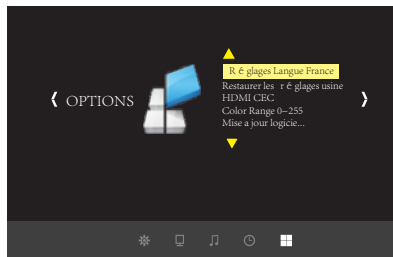 OPTIONS
R é glages Langue France
Restaurer les r é glages usine
HDMI CEC
Color Range 0-255
Mise a jour logicie...